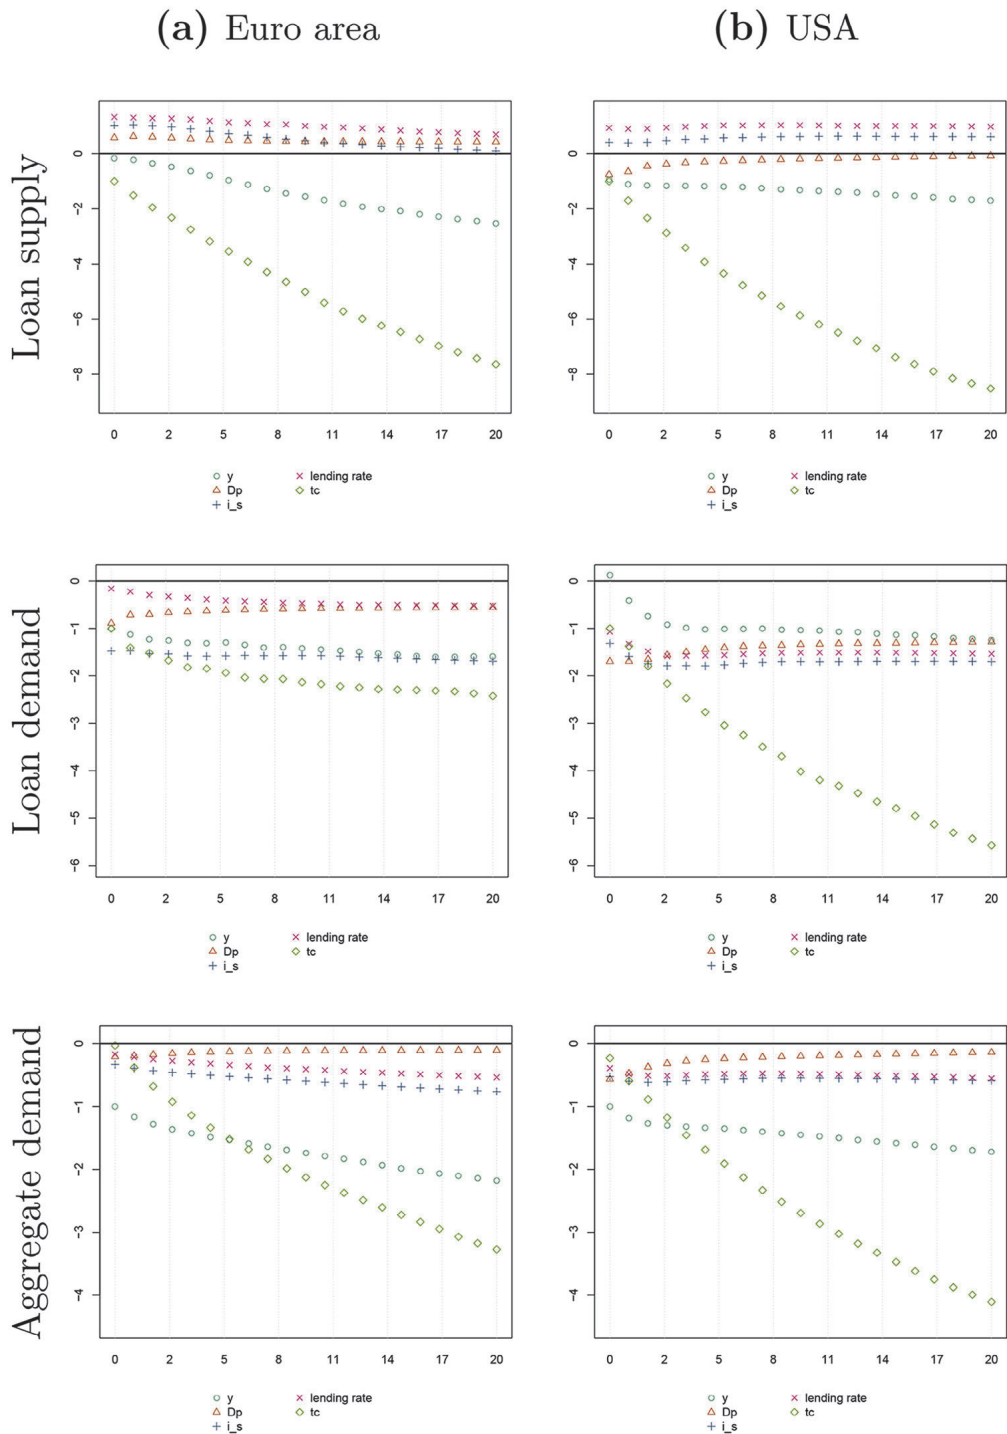 (a) Euro area
(b) USA
Loan supply
0
-2
-4
-6
-8
0 2 5 8 11 14 17 20
y lending rate
Dp tc
i_s
0
-2
-4
-6
-8
0 2 5 8 11 14 17 20
y lending rate
Dp tc
i_s
Loan demand
0
-1
-2
-3
-4
-5
-6
0 2 5 8 11 14 17 20
y lending rate
Dp tc
i_s
0
-1
-2
-3
-4
-5
-6
0 2 5 8 11 14 17 20
y lending rate
Dp tc
i_s
Aggregate demand
0
-1
-2
-3
-4
0 2 5 8 11 14 17 20
y lending rate
Dp tc
i_s
0
-1
-2
-3
-4
0 2 5 8 11 14 17 20
y lending rate
Dp tc
i_s